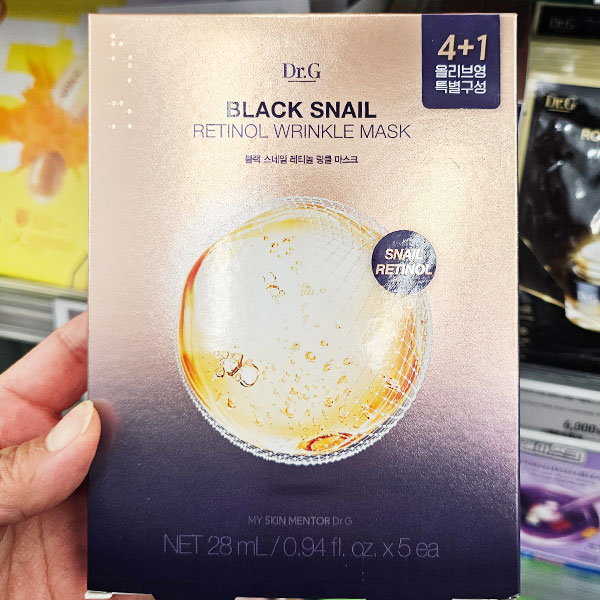 4+1
올리브영
특별구성
Dr.G
BLACK SNAIL
RETINOL WRINKLE MASK
블랙 스네일 레티놀 링클 마스크
SNAIL
RETINOL
MY SKIN MENTOR Dr.G
NET 28 mL / 0.94 fl. oz. x 5 ea
Dr.G